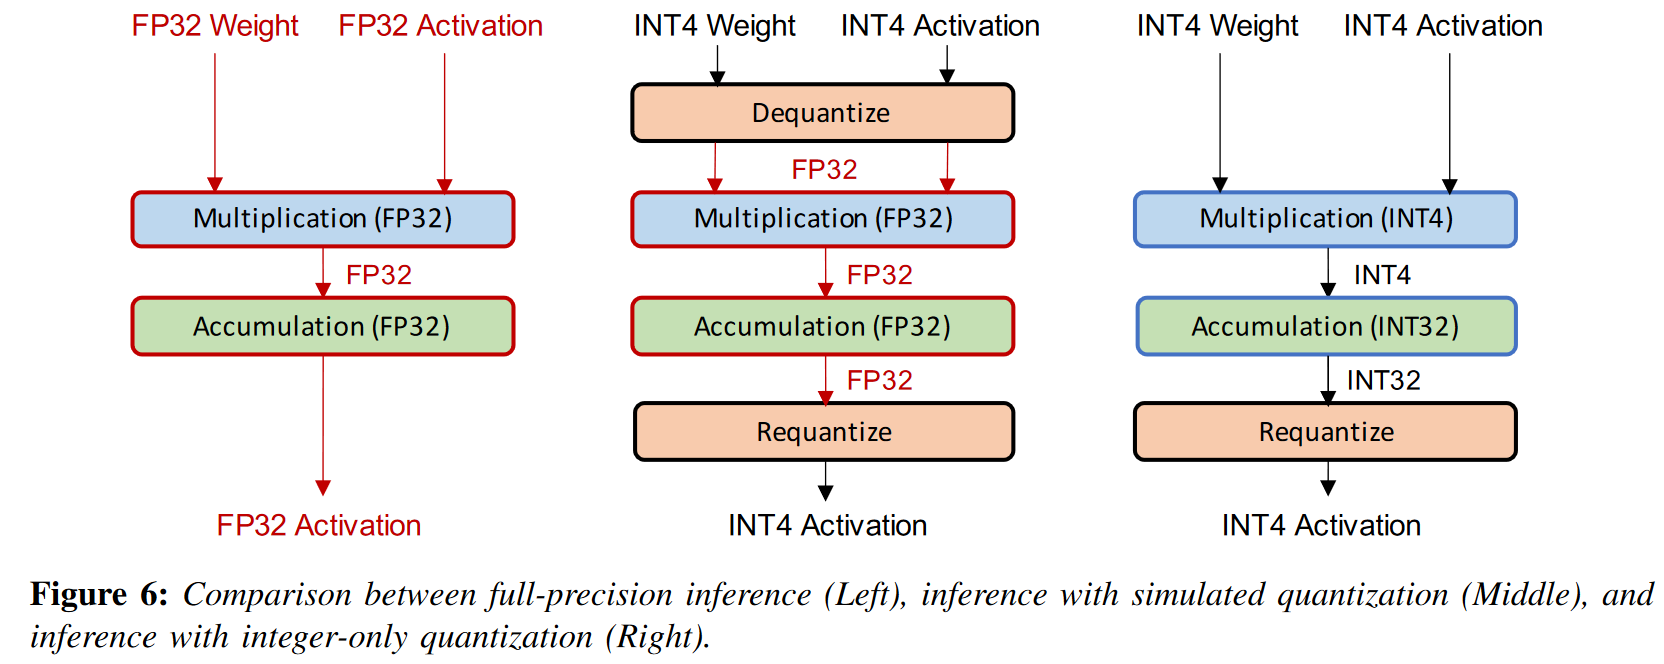 FP32 Weight FP32 Activation
Multiplication (FP32)
FP32
Accumulation (FP32)
FP32 Activation
INT4 Weight INT4 Activation
Dequantize
FP32
Multiplication (FP32)
FP32
Accumulation (FP32)
FP32
Requantize
INT4 Activation
INT4 Weight INT4 Activation
Multiplication (INT4)
INT4
Accumulation (INT32)
INT32
Requantize
INT4 Activation
Figure 6: Comparison between full-precision inference (Left), inference with simulated quantization (Middle), and
inference with integer-only quantization (Right).